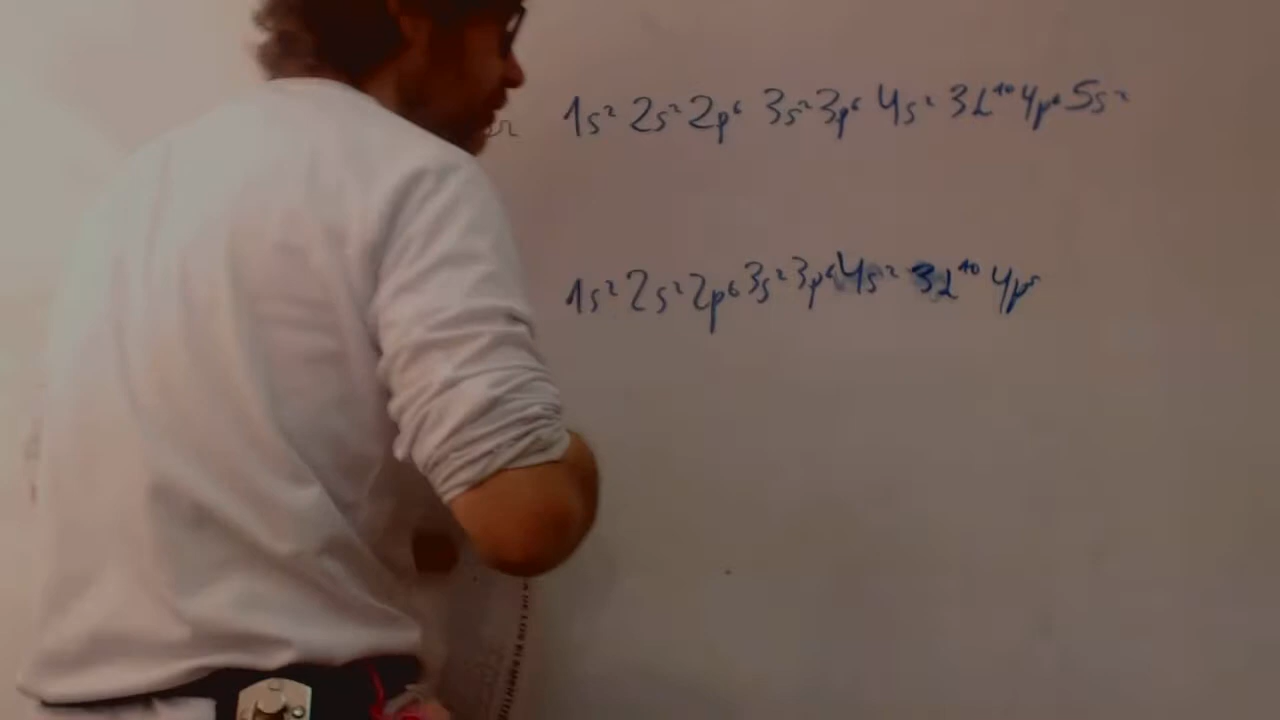 1s² 2s² 2p⁶ 3s² 3p⁶ 4s² 3d¹⁰ 4p⁶ 5s²
1s² 2s² 2p⁶ 3s² 3p⁶ 4s² 3d¹⁰ 4p⁵